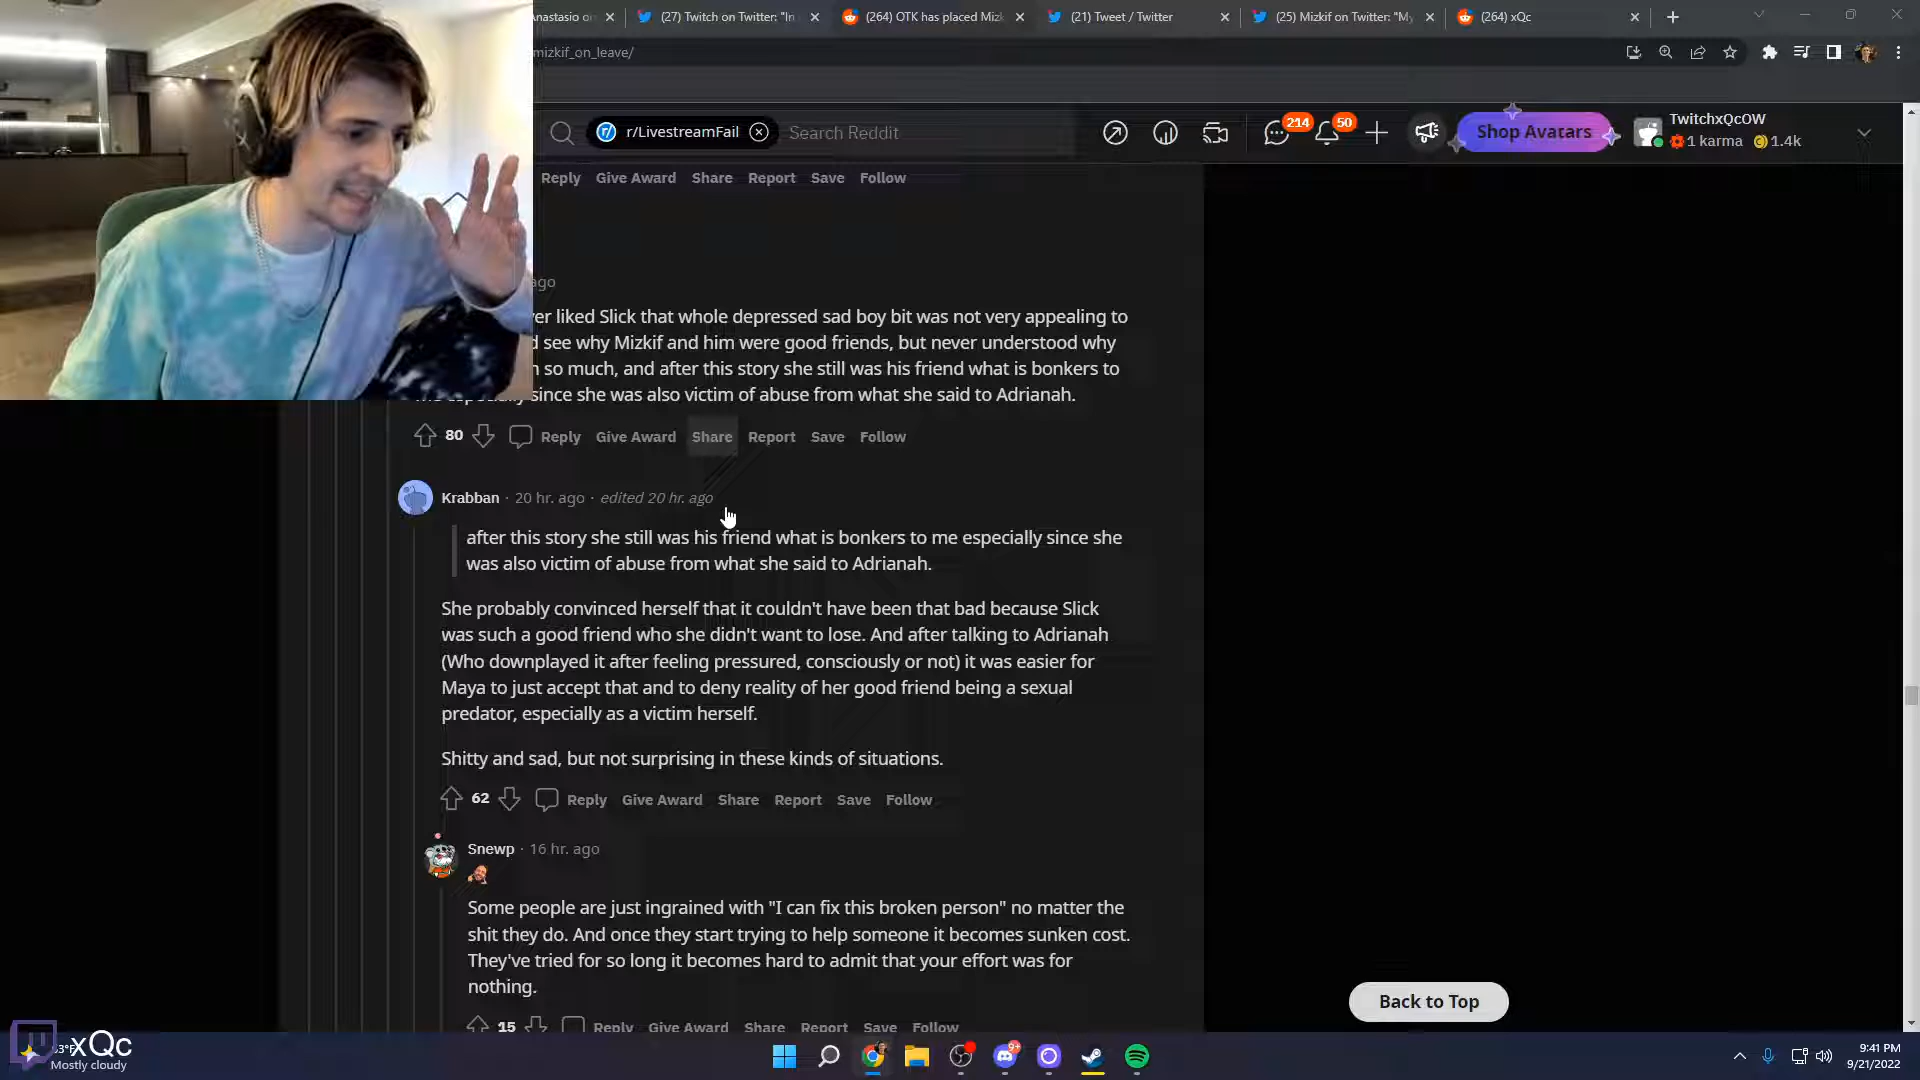 Anastasio o
(27) Twitch on Twitter: "In
(264) OTK has placed Mizk
(21) Tweet / Twitter
(25) Mizkif on Twitter: "My
(264) xQc
mizkif_on_leave/
r/LivestreamFail
Search Reddit
214
50
Shop Avatars
TwitchxQcOW
1 karma
1.4k
Reply Give Award Share Report Save Follow
ago
er liked Slick that whole depressed sad boy bit was not very appealing to
d see why Mizkif and him were good friends, but never understood why
n so much, and after this story she still was his friend what is bonkers to
me especially since she was also victim of abuse from what she said to Adrianah.
80 Reply Give Award Share Report Save Follow
Krabban · 20 hr. ago · edited 20 hr. ago
after this story she still was his friend what is bonkers to me especially since she
was also victim of abuse from what she said to Adrianah.
She probably convinced herself that it couldn't have been that bad because Slick
was such a good friend who she didn't want to lose. And after talking to Adrianah
(Who downplayed it after feeling pressured, consciously or not) it was easier for
Maya to just accept that and to deny reality of her good friend being a sexual
predator, especially as a victim herself.
Shitty and sad, but not surprising in these kinds of situations.
62 Reply Give Award Share Report Save Follow
Snewp · 16 hr. ago
Some people are just ingrained with "I can fix this broken person" no matter the
shit they do. And once they start trying to help someone it becomes sunken cost.
They've tried for so long it becomes hard to admit that your effort was for
nothing.
15 Reply Give Award Share Report Save Follow
Back to Top
xQc
Mostly cloudy
9+
9:41 PM
9/21/2022